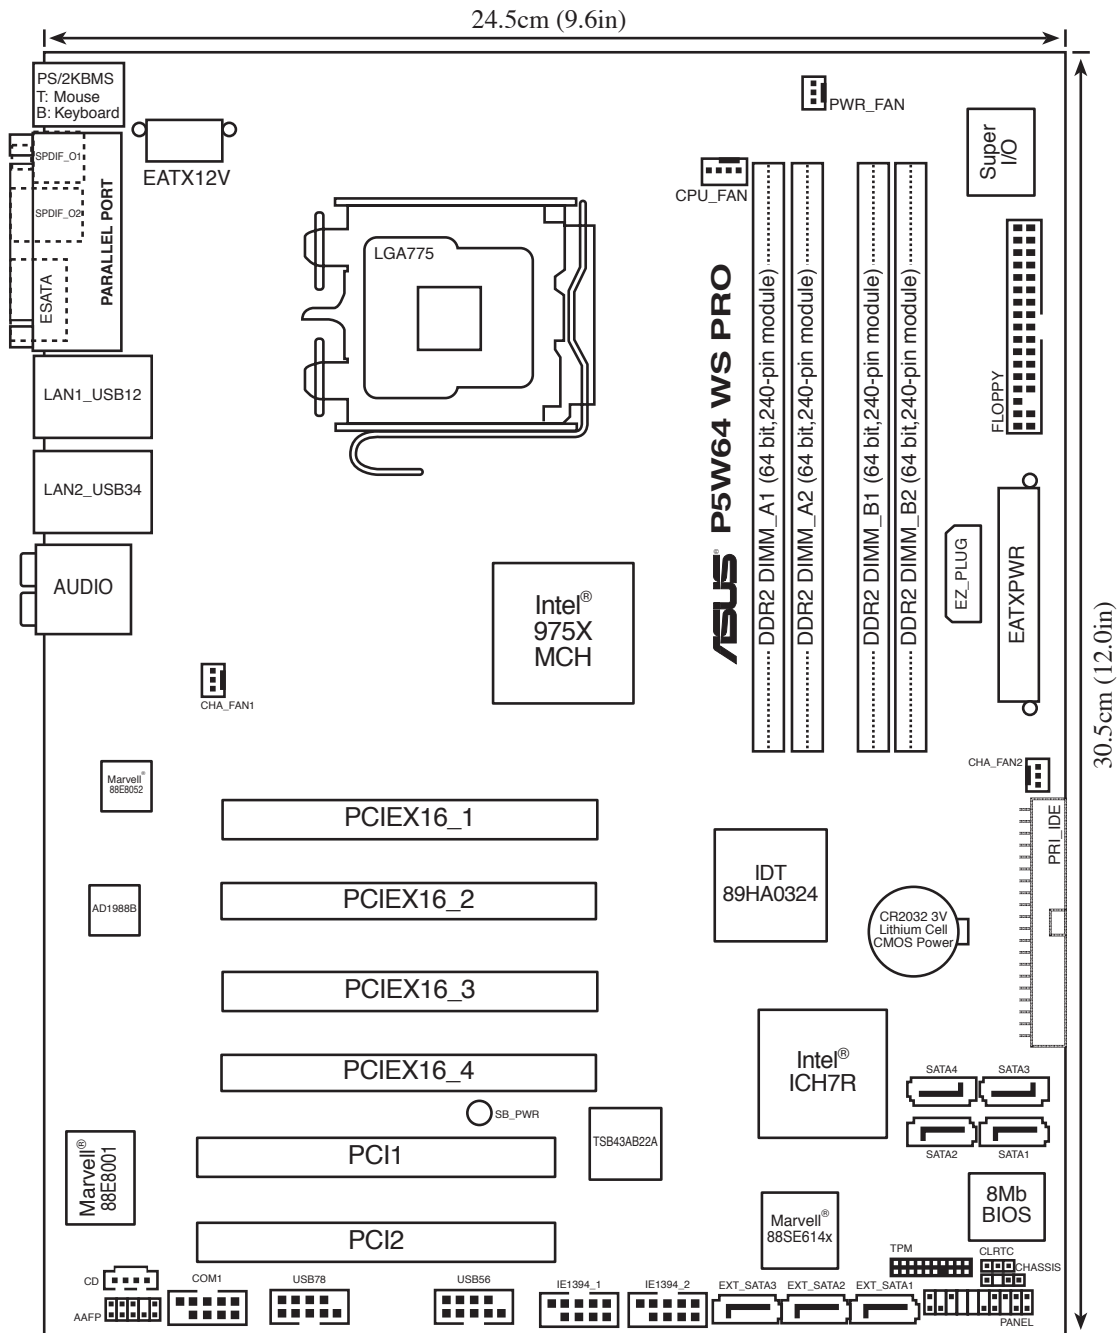 24.5cm (9.6in)
PS/2KBMS
T: Mouse
B: Keyboard
PWR_FAN
Super
I/O
SPDIF_O1
EATX12V
CPU_FAN
SPDIF_O2
PARALLEL PORT
ESATA
LGA775
FLOPPY
LAN1_USB12
LAN2_USB34
AUDIO
ASUS® P5W64 WS PRO
DDR2 DIMM_A1 (64 bit,240-pin module)
DDR2 DIMM_A2 (64 bit,240-pin module)
DDR2 DIMM_B1 (64 bit,240-pin module)
DDR2 DIMM_B2 (64 bit,240-pin module)
EZ_PLUG
EATXPWR
30.5cm (12.0in)
Intel®
975X
MCH
CHA_FAN1
CHA_FAN2
Marvell®
88E8052
PCIEX16_1
PRI_IDE
IDT
89HA0324
PCIEX16_2
AD1988B
CR2032 3V
Lithium Cell
CMOS Power
PCIEX16_3
Intel®
ICH7R
PCIEX16_4
SATA4
SATA3
SB_PWR
TSB43AB22A
PCI1
SATA2
SATA1
Marvell®
88E8001
8Mb
BIOS
Marvell®
88SE614x
PCI2
TPM
CLRTC
CHASSIS
CD
COM1
USB78
USB56
IE1394_1
IE1394_2
EXT_SATA3
EXT_SATA2
EXT_SATA1
AAFP
PANEL